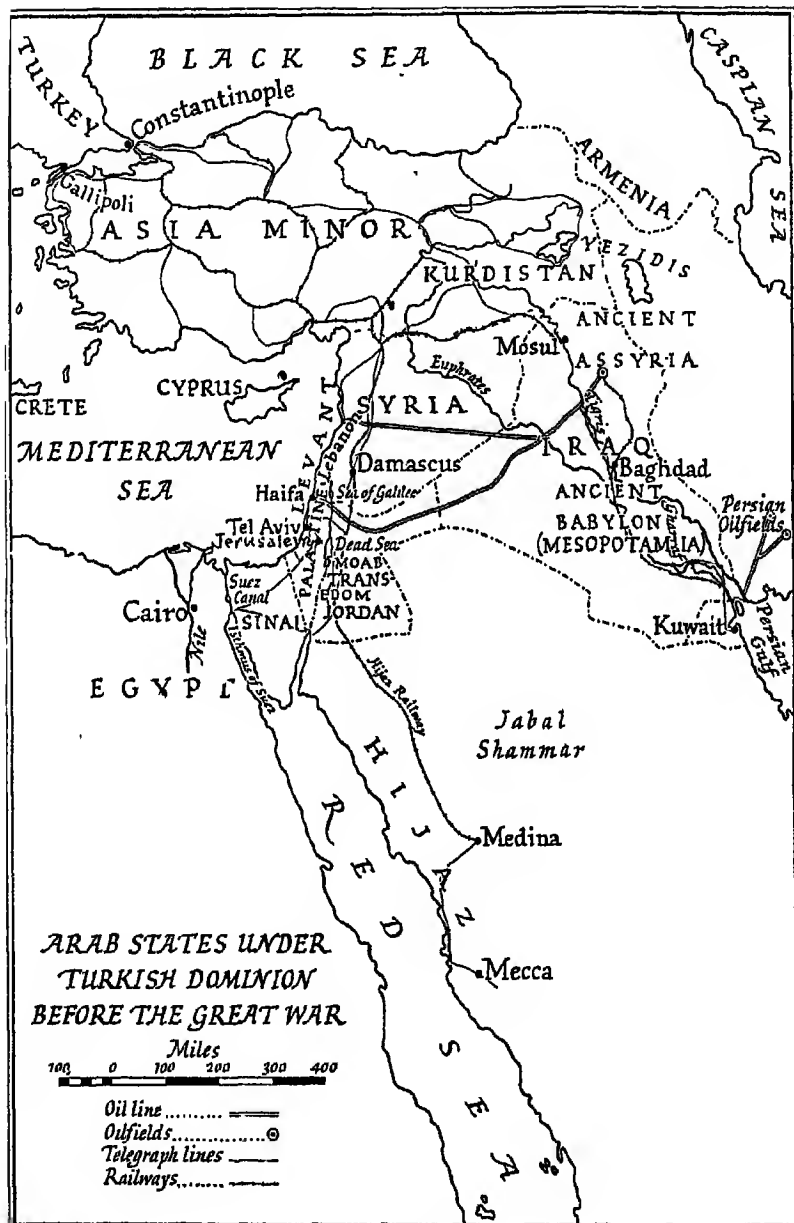 BLACK SEA
CASPIAN
SEA
TURKEY
Constantinople
Gallipoli
ASIA MINOR
ARMENIA
YEZIDIS
KURDISTAN
ANCIENT
ASSYRIA
Mosul
Euphrates
CYPRUS
CRETE
SYRIA
LEVANT
Lebanon
Tigris
IRAQ
MEDITERRANEAN
SEA
Damascus
Baghdad
Haifa
Sea of Galilee
ANCIENT
BABYLON
(MESOPOTAMIA)
Persian
Oilfields
Tel Aviv
Jerusalem
Dead Sea
MOAB
TRANS
EDOM
JORDAN
Suez
Canal
Cairo
SINAI
Nile
Isthmus of Suez
Kuwait
Persian
Gulf
EGYPT
Hijaz Railway
Jabal
Shammar
HIJAZ
Medina
RED SEA
Mecca
ARAB STATES UNDER
TURKISH DOMINION
BEFORE THE GREAT WAR
Miles
100 0 100 200 300 400
Oil line..........
Oilfields...............
Telegraph lines
Railways........